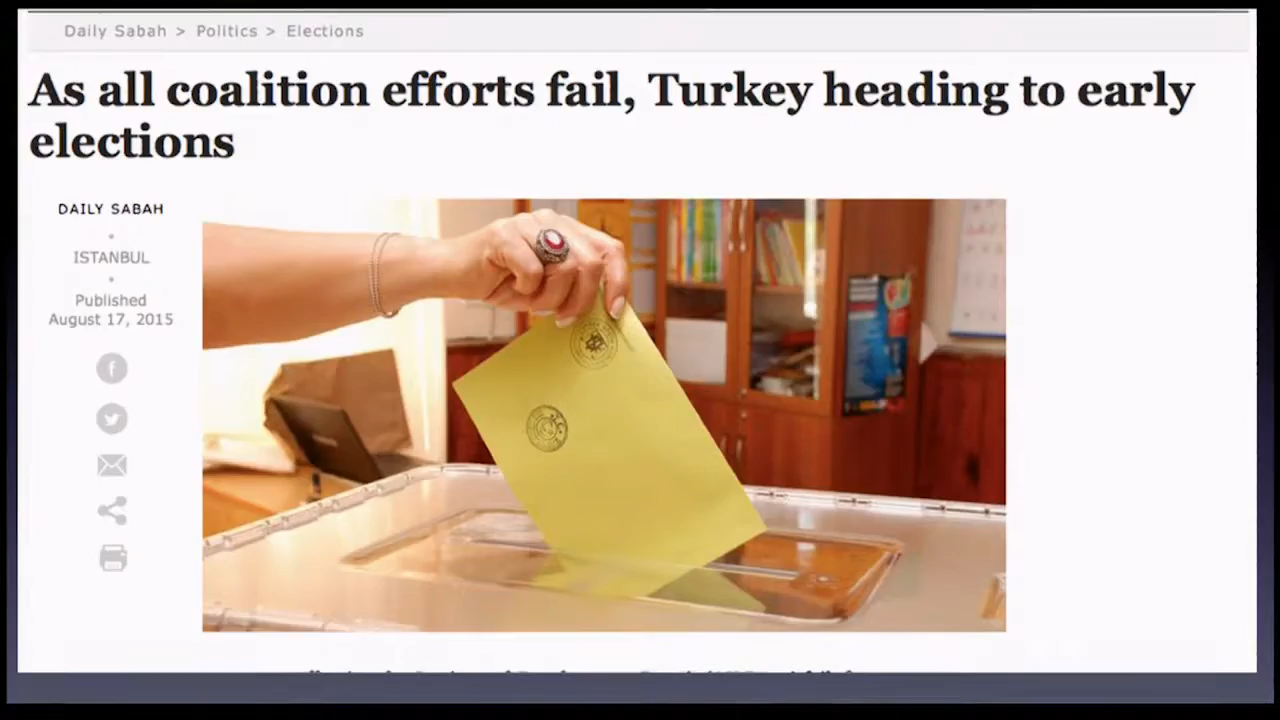 Daily Sabah > Politics > Elections
As all coalition efforts fail, Turkey heading to early
elections
DAILY SABAH
ISTANBUL
Published
August 17, 2015